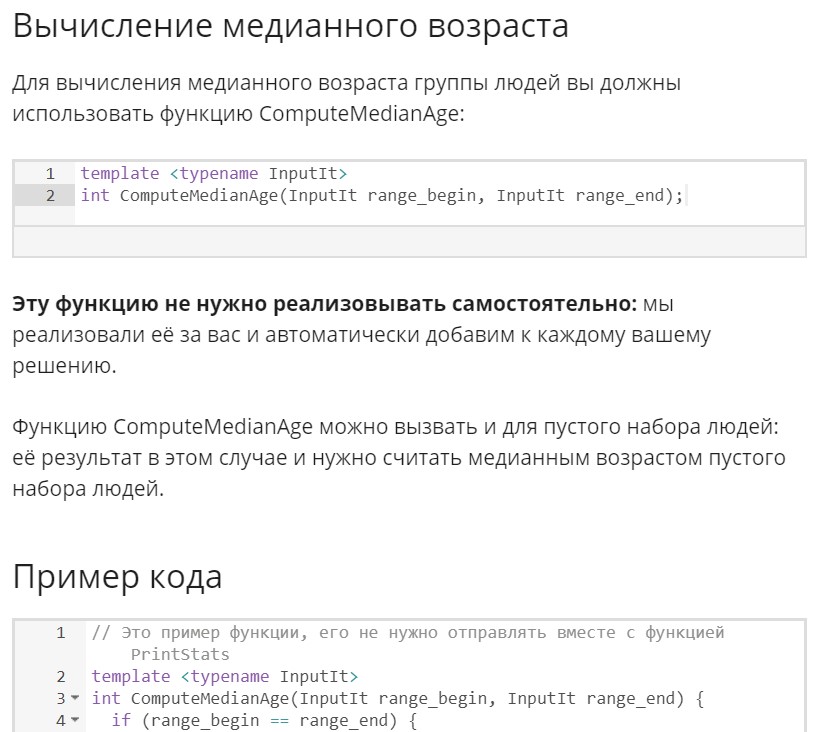 Вычисление медианного возраста
Для вычисления медианного возраста группы людей вы должны
использовать функцию ComputeMedianAge:
1 template <typename InputIt>
2 int ComputeMedianAge(InputIt range_begin, InputIt range_end);
Эту функцию не нужно реализовывать самостоятельно: мы
реализовали её за вас и автоматически добавим к каждому вашему
решению.
Функцию ComputeMedianAge можно вызвать и для пустого набора людей:
её результат в этом случае и нужно считать медианным возрастом пустого
набора людей.
Пример кода
1 // Это пример функции, его не нужно отправлять вместе с функцией
PrintStats
2 template <typename InputIt>
3 int ComputeMedianAge(InputIt range_begin, InputIt range_end) {
4 if (range_begin == range_end) {